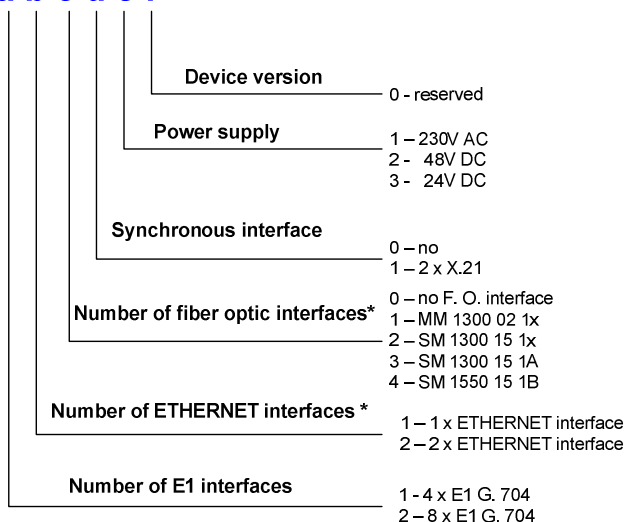 Device version
0 - reserved
Power supply
1 – 230V AC
2 - 48V DC
3 - 24V DC
Synchronous interface
0 – no
1 – 2 x X.21
Number of fiber optic interfaces*
0 – no F. O. interface
1 – MM 1300 02 1x
2 – SM 1300 15 1x
3 – SM 1300 15 1A
4 – SM 1550 15 1B
Number of ETHERNET interfaces *
1 – 1 x ETHERNET interface
2 – 2 x ETHERNET interface
Number of E1 interfaces
1 - 4 x E1 G. 704
2 – 8 x E1 G. 704